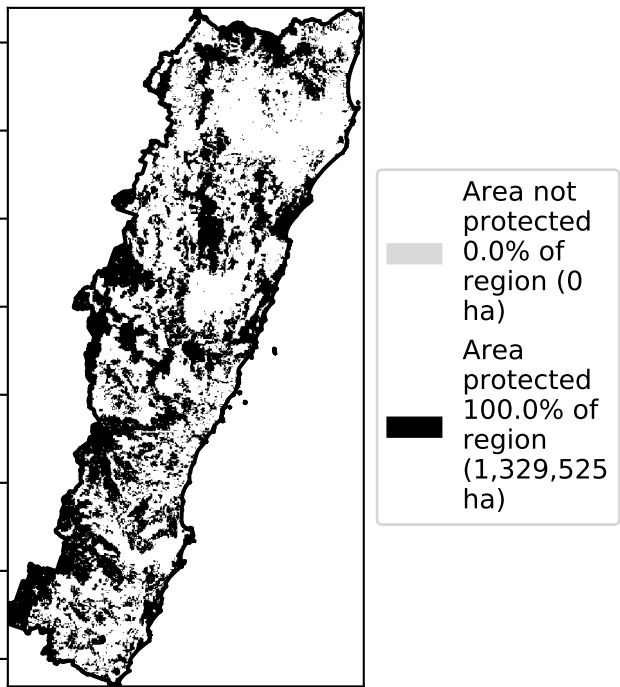 Area not
protected
0.0% of
region (0
ha)
Area
protected
100.0% of
region
(1,329,525
ha)